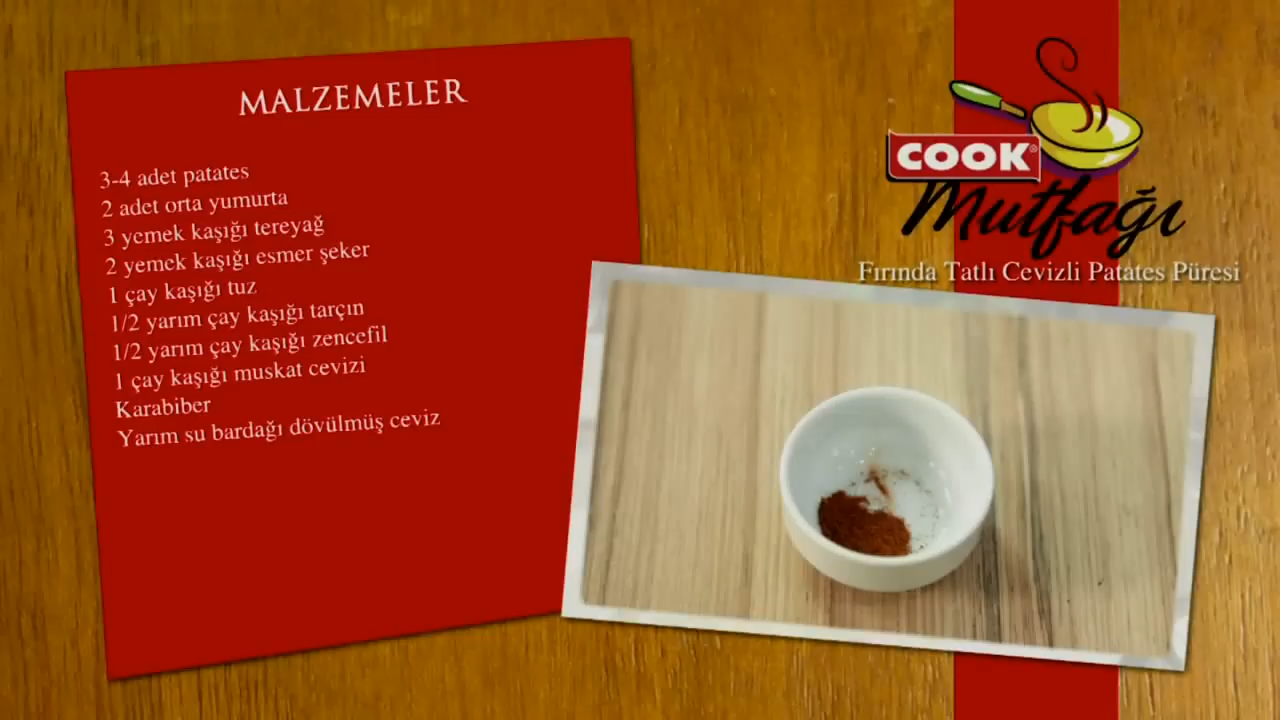 MALZEMELER
3-4 adet patates
2 adet orta yumurta
3 yemek kaşığı tereyağ
2 yemek kaşığı esmer şeker
1 çay kaşığı tuz
1/2 yarım çay kaşığı tarçın
1/2 yarım çay kaşığı zencefil
1 çay kaşığı muskat cevizi
Karabiber
Yarım su bardağı dövülmüş ceviz
COOK®
Mutfağı
Fırında Tatlı Cevizli Patates Püresi